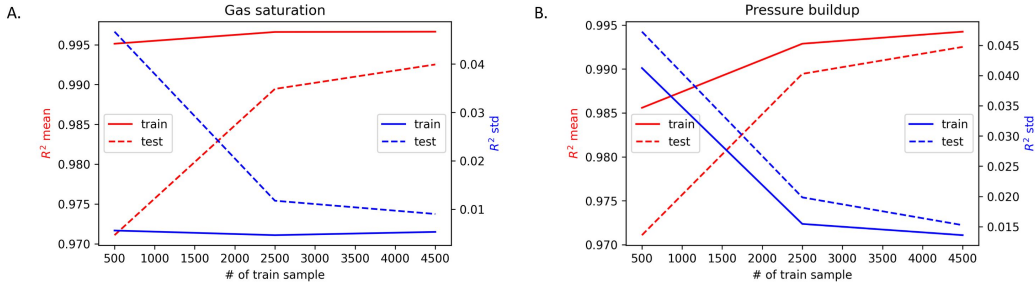 A.
Gas saturation
0.995
0.990
0.985
0.980
0.975
0.970
R² mean
train
test
train
test
0.04
0.03
0.02
0.01
R² std
500 1000 1500 2000 2500 3000 3500 4000 4500
# of train sample
B.
Pressure buildup
0.995
0.990
0.985
0.980
0.975
0.970
R² mean
train
test
train
test
0.045
0.040
0.035
0.030
0.025
0.020
0.015
R² std
500 1000 1500 2000 2500 3000 3500 4000 4500
# of train sample